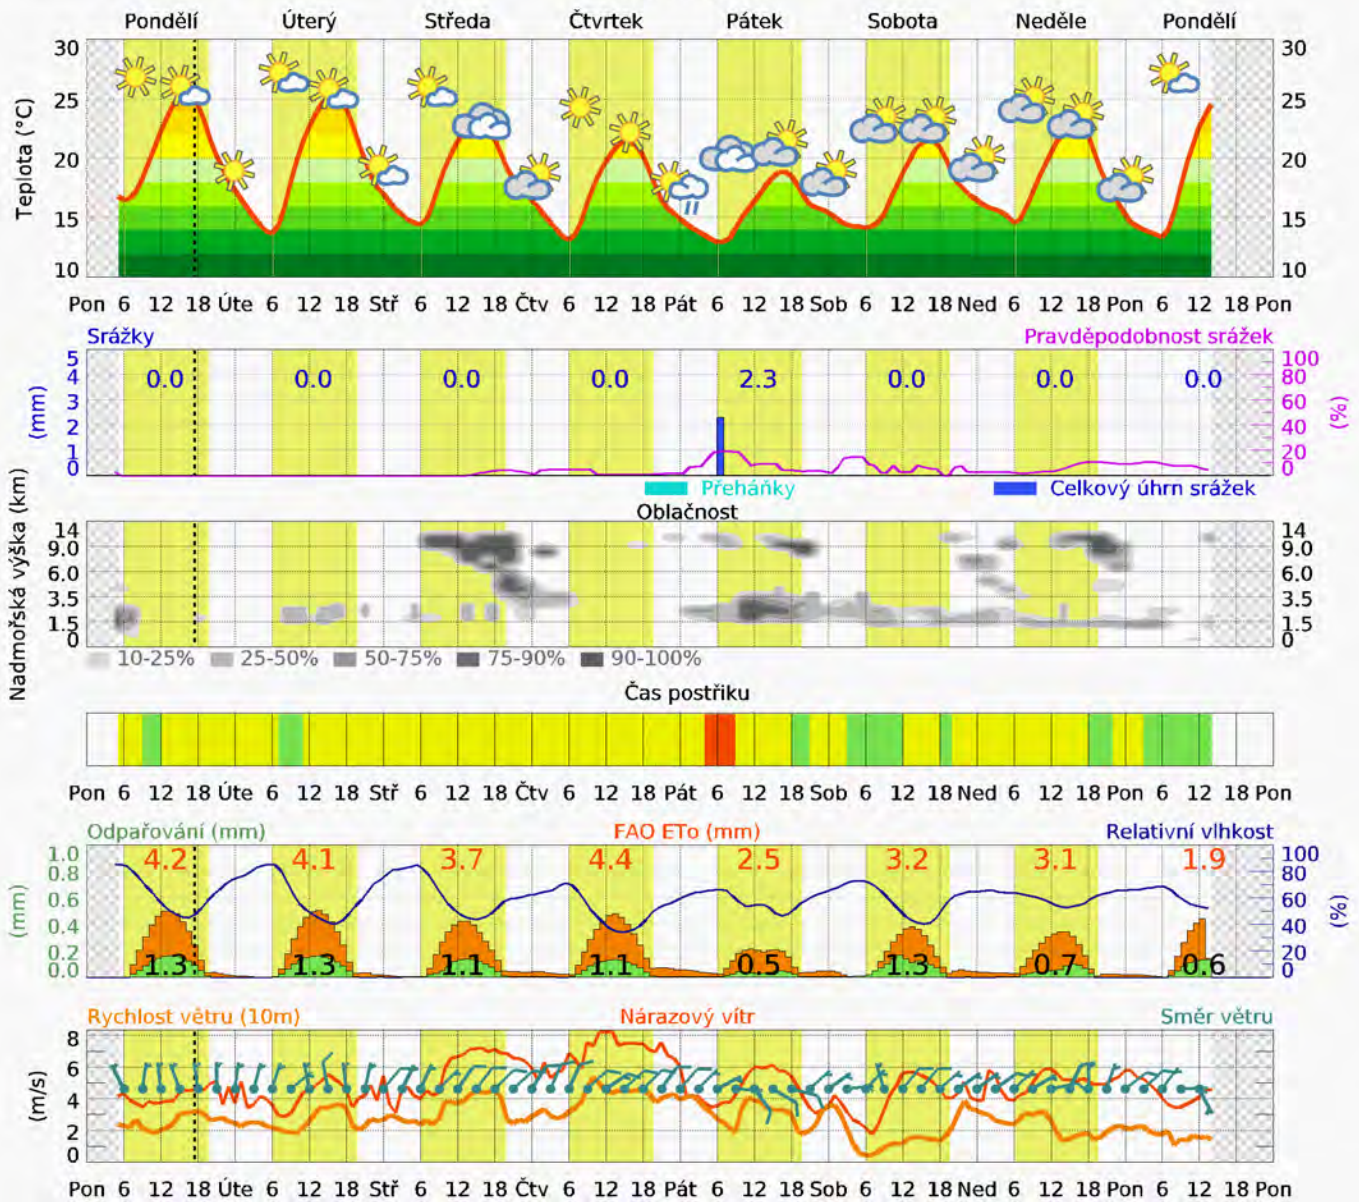 Pondělí Úterý Středa Čtvrtek Pátek Sobota Neděle Pondělí
30 30
25 25
20 20
15 15
10 10
Teplota (°C)
Pon 6 12 18 Úte 6 12 18 Stř 6 12 18 Čtv 6 12 18 Pát 6 12 18 Sob 6 12 18 Ned 6 12 18 Pon 6 12 18 Pon
Srážky Pravděpodobnost srážek
5 100
4 80
3 60
2 40
1 20
0 0
(mm) (%)
0.0 0.0 0.0 0.0 2.3 0.0 0.0 0.0
Přeháňky Celkový úhrn srážek
Oblačnost
Nadmořská výška (km)
14 14
9.0 9.0
6.0 6.0
3.5 3.5
1.5 1.5
0 0
10-25% 25-50% 50-75% 75-90% 90-100%
Čas postřiku
Pon 6 12 18 Úte 6 12 18 Stř 6 12 18 Čtv 6 12 18 Pát 6 12 18 Sob 6 12 18 Ned 6 12 18 Pon 6 12 18 Pon
Odpařování (mm) FAO ETo (mm) Relativní vlhkost
1.0 100
0.8 80
0.6 60
0.4 40
0.2 20
0.0 0
(mm) (%)
4.2 4.1 3.7 4.4 2.5 3.2 3.1 1.9
1.3 1.3 1.1 1.1 0.5 1.3 0.7 0.6
Rychlost větru (10m) Nárazový vítr Směr větru
8
6
4
2
0
(m/s)
Pon 6 12 18 Úte 6 12 18 Stř 6 12 18 Čtv 6 12 18 Pát 6 12 18 Sob 6 12 18 Ned 6 12 18 Pon 6 12 18 Pon